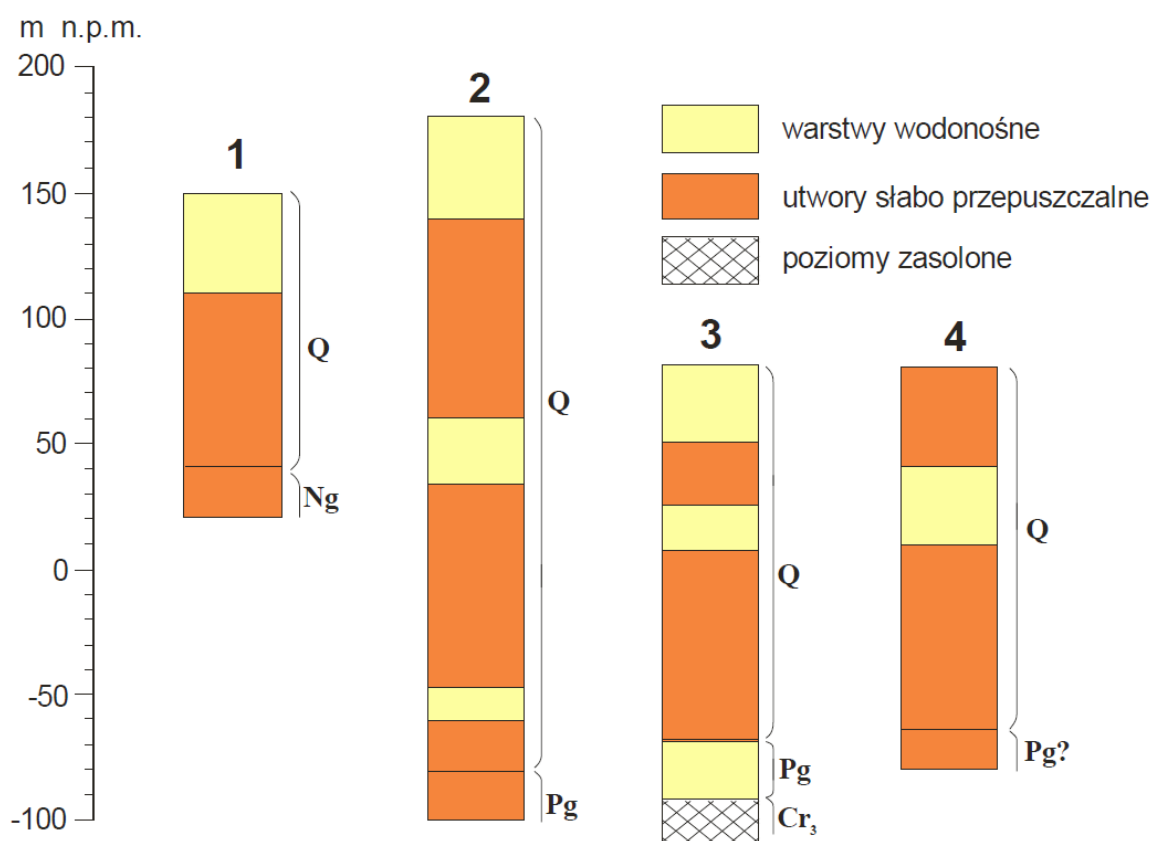 m n.p.m.
200
150
100
50
0
-50
-100
1
Q
Ng
2
Q
Pg
warstwy wodonośne
utwory słabo przepuszczalne
poziomy zasolone
3
Q
Pg
Cr₃
4
Q
Pg?